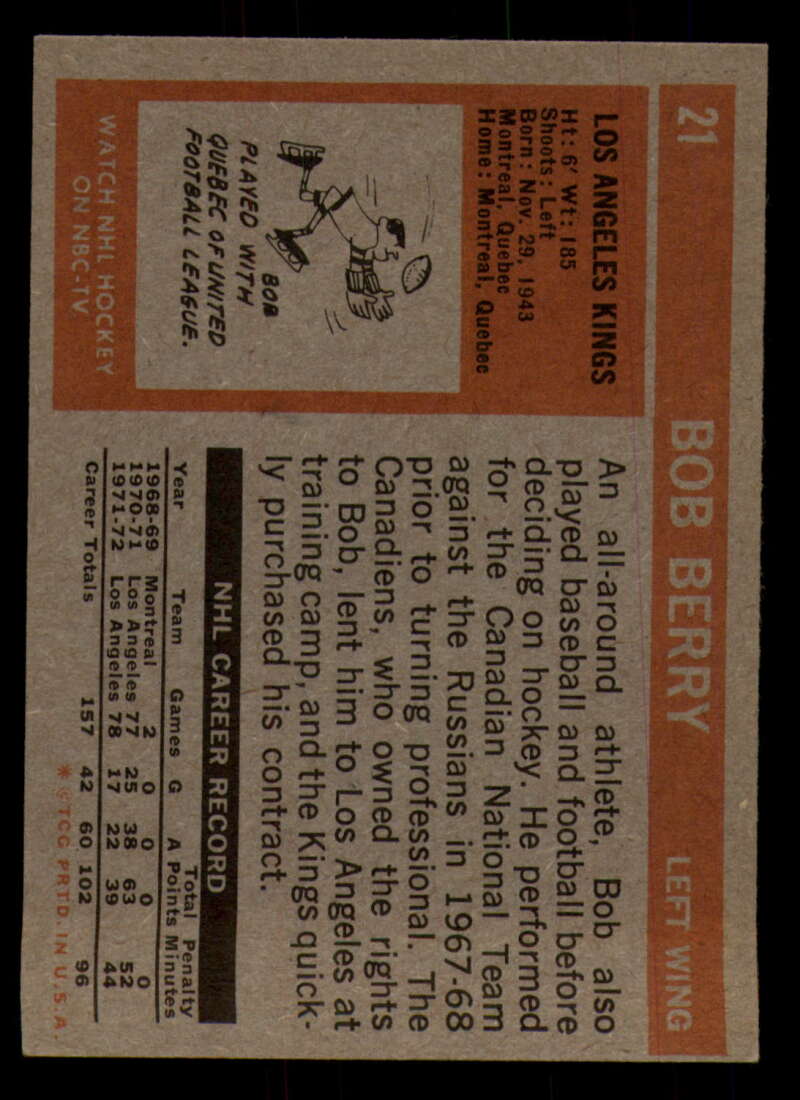 21 BOB BERRY LEFT WING
LOS ANGELES KINGS
Ht: 6' Wt: 185
Shoots: Left
Born: Nov. 29, 1943
Montreal, Quebec
Home: Montreal, Quebec
BOB
PLAYED WITH
QUEBEC OF UNITED
FOOTBALL LEAGUE.
WATCH NHL HOCKEY
ON NBC-TV
An all-around athlete, Bob also
played baseball and football before
deciding on hockey. He performed
for the Canadian National Team
against the Russians in 1967-68
prior to turning professional. The
Canadiens, who owned the rights
to Bob, lent him to Los Angeles at
training camp, and the Kings quick-
ly purchased his contract.
NHL CAREER RECORD
Total Penalty
Year Team Games G A Points Minutes
1968-69 Montreal 2 0 0 0 0
1970-71 Los Angeles 77 25 38 63 52
1971-72 Los Angeles 78 17 22 39 44
Career Totals 157 42 60 102 96
* © TCG PRTD. IN U.S.A.